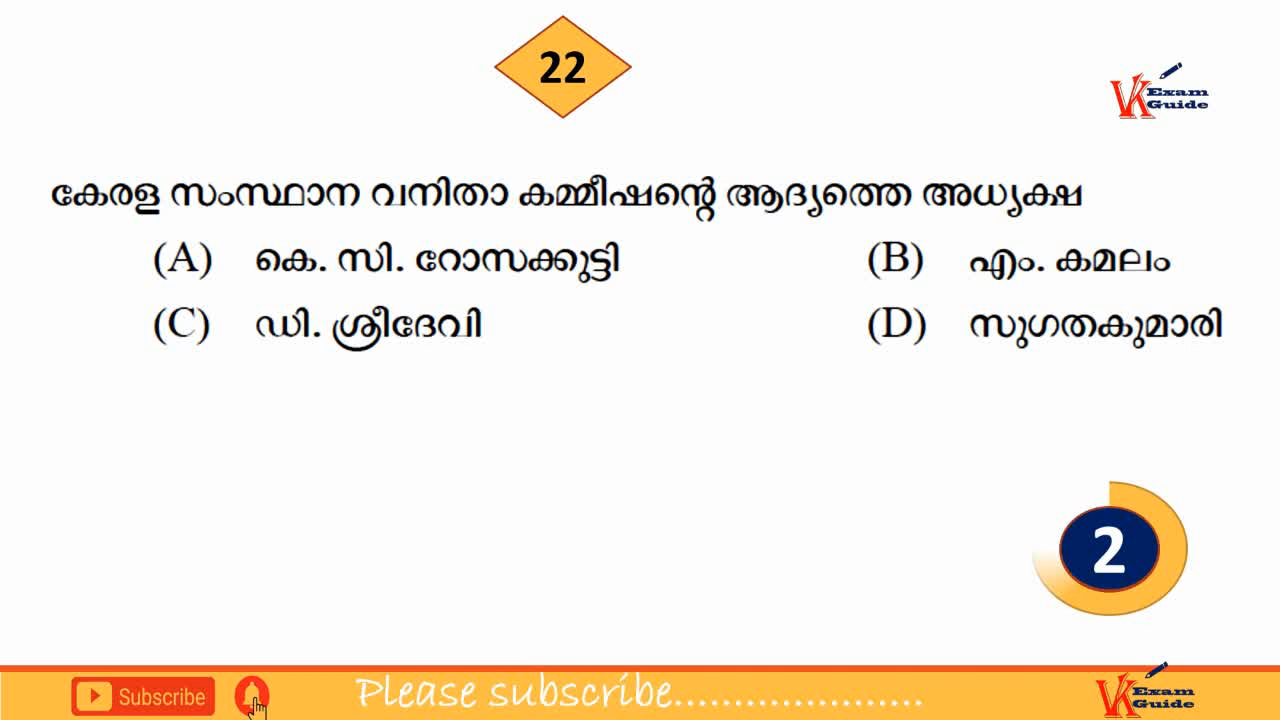 22
VK Exam Guide
കേരള സംസ്ഥാന വനിതാ കമ്മീഷന്റെ ആദ്യത്തെ അധ്യക്ഷ
(A) കെ. സി. റോസക്കുട്ടി (B) എം. കമലം
(C) ഡി. ശ്രീദേവി (D) സുഗതകുമാരി
2
Subscribe Please subscribe..................... VK Exam Guide